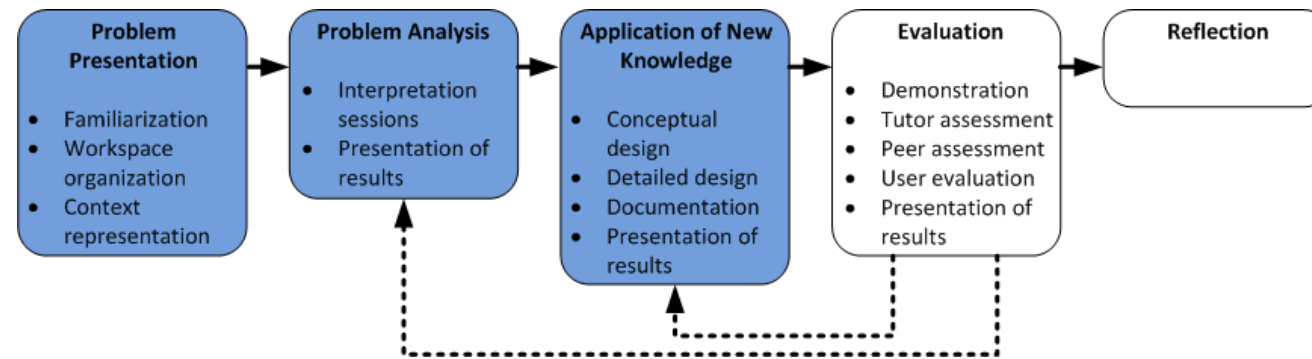 Problem
Presentation
• Familiarization
• Workspace
organization
• Context
representation
Problem Analysis
• Interpretation
sessions
• Presentation of
results
Application of New
Knowledge
• Conceptual
design
• Detailed design
• Documentation
• Presentation of
results
Evaluation
• Demonstration
• Tutor assessment
• Peer assessment
• User evaluation
• Presentation of
results
Reflection